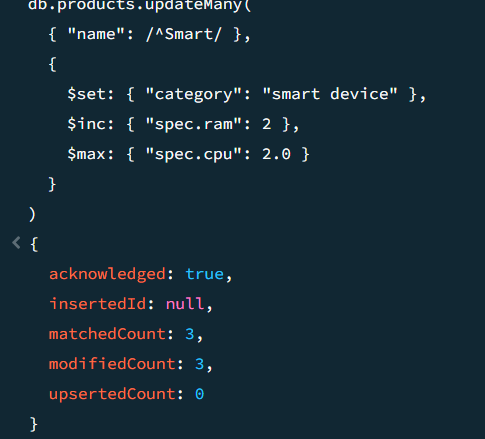 db.products.updateMany(
{ "name": /^Smart/ },
{
$set: { "category": "smart device" },
$inc: { "spec.ram": 2 },
$max: { "spec.cpu": 2.0 }
}
)
< {
acknowledged: true,
insertedId: null,
matchedCount: 3,
modifiedCount: 3,
upsertedCount: 0
}